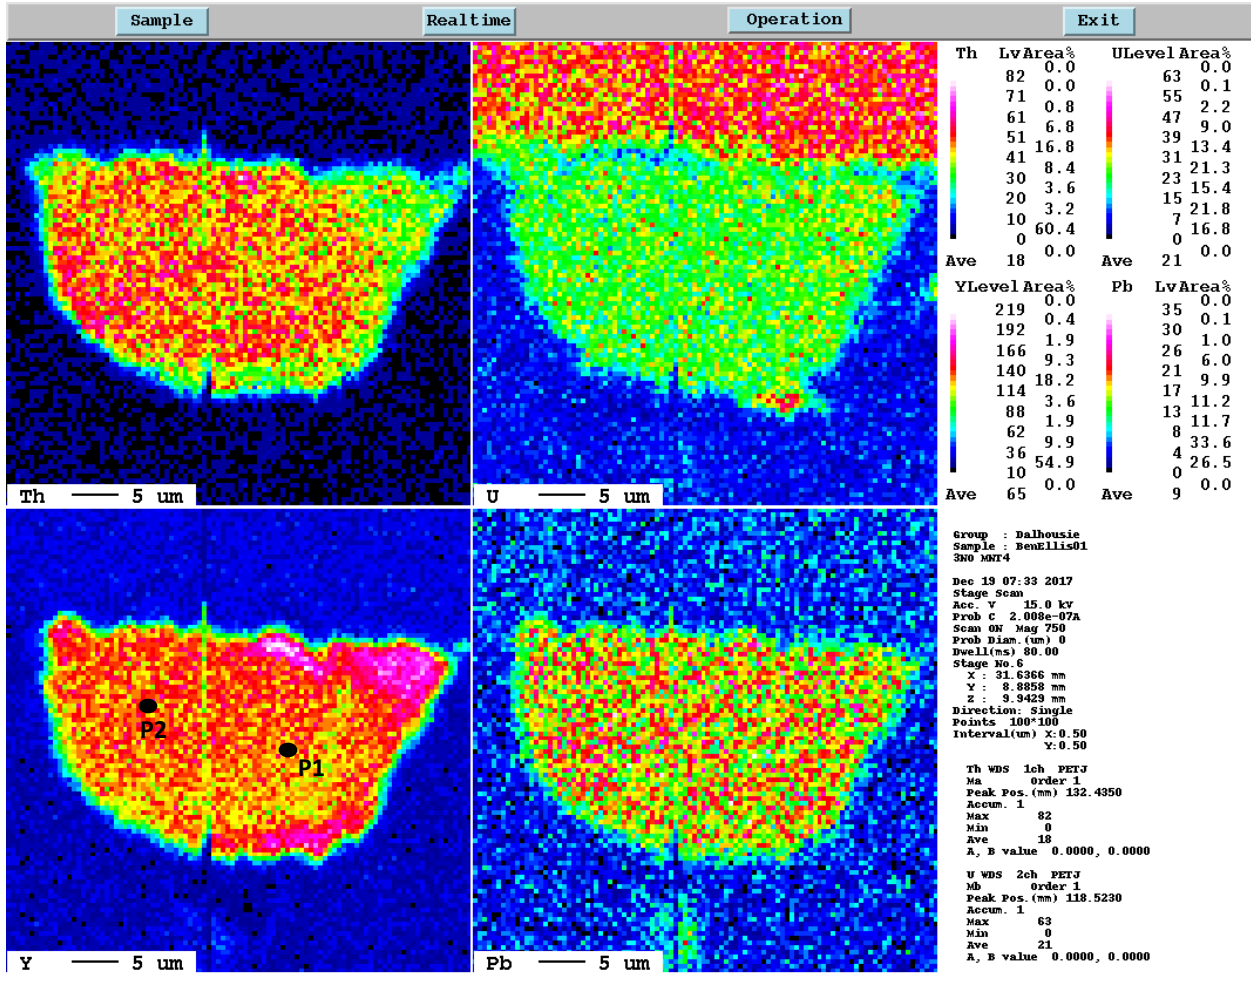 Sample Realtime Operation Exit
Th Lv Area%
0.0
82 0.0
71 0.8
61 6.8
51 16.8
41 8.4
30 3.6
20 3.2
10 60.4
0 0.0
Ave 18
ULevel Area%
0.0
63 0.1
55 2.2
47 9.0
39 13.4
31 21.3
23 15.4
15 21.8
7 16.8
0 0.0
Ave 21
YLevel Area%
0.0
219 0.4
192 1.9
166 9.3
140 18.2
114 3.6
88 1.9
62 9.9
36 54.9
10 0.0
Ave 65
Pb Lv Area%
0.0
35 0.1
30 1.0
26 6.0
21 9.9
17 11.2
13 11.7
8 33.6
4 26.5
0 0.0
Ave 9
Th 5 um
U 5 um
P2
P1
Y 5 um
Pb 5 um
Group : Dalhousie
Sample : BenEllis01
3NO MNT4
Dec 19 07:33 2017
Stage Scan
Acc. V 15.0 kV
Prob C 2.008e-07A
Scan ON Mag 750
Prob Diam.(um) 0
Dwell(ms) 80.00
Stage No.6
X : 31.6366 mm
Y : 8.8858 mm
Z : 9.9429 mm
Direction: Single
Points 100*100
Interval(um) X:0.50
Y:0.50
Th WDS 1ch PETJ
Ma Order 1
Peak Pos.(mm) 132.4350
Accum. 1
Max 82
Min 0
Ave 18
A, B value 0.0000, 0.0000
U WDS 2ch PETJ
Mb Order 1
Peak Pos.(mm) 118.5230
Accum. 1
Max 63
Min 0
Ave 21
A, B value 0.0000, 0.0000